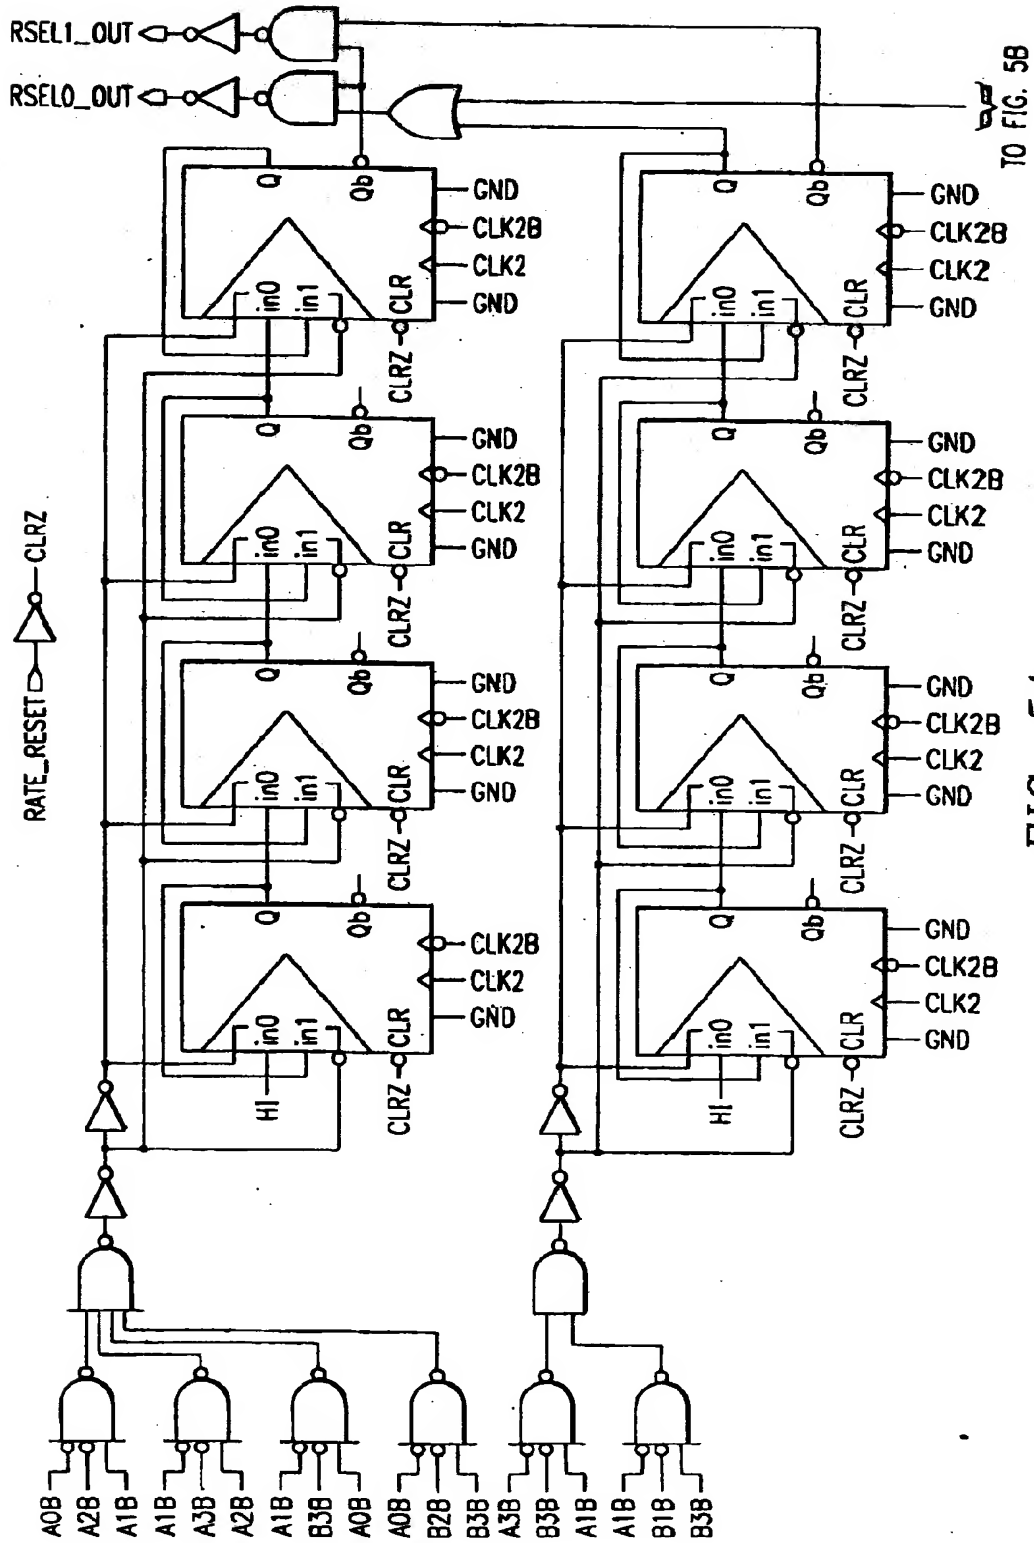 RSEL1_OUT
RSEL0_OUT
TO FIG. 5B
RATE_RESET
CLRZ
Q
Qb
GND
CLK2B
CLK2
GND
in0
in1
CLR
CLRZ
Q
Qb
GND
CLK2B
CLK2
GND
in0
in1
CLR
CLRZ
Q
Qb
GND
CLK2B
CLK2
GND
in0
in1
CLR
CLRZ
Q
Qb
CLK2B
CLK2
GND
in0
in1
CLR
CLRZ
HI
Q
Qb
GND
CLK2B
CLK2
GND
in0
in1
CLR
CLRZ
Q
Qb
GND
CLK2B
CLK2
GND
in0
in1
CLR
CLRZ
Q
Qb
GND
CLK2B
CLK2
GND
in0
in1
CLR
CLRZ
Q
Qb
GND
CLK2B
CLK2
GND
in0
in1
CLR
CLRZ
HI
A0B
A2B
A1B
A1B
A3B
A2B
A1B
B3B
A0B
A0B
B2B
B3B
A3B
B3B
A1B
A1B
B1B
B3B